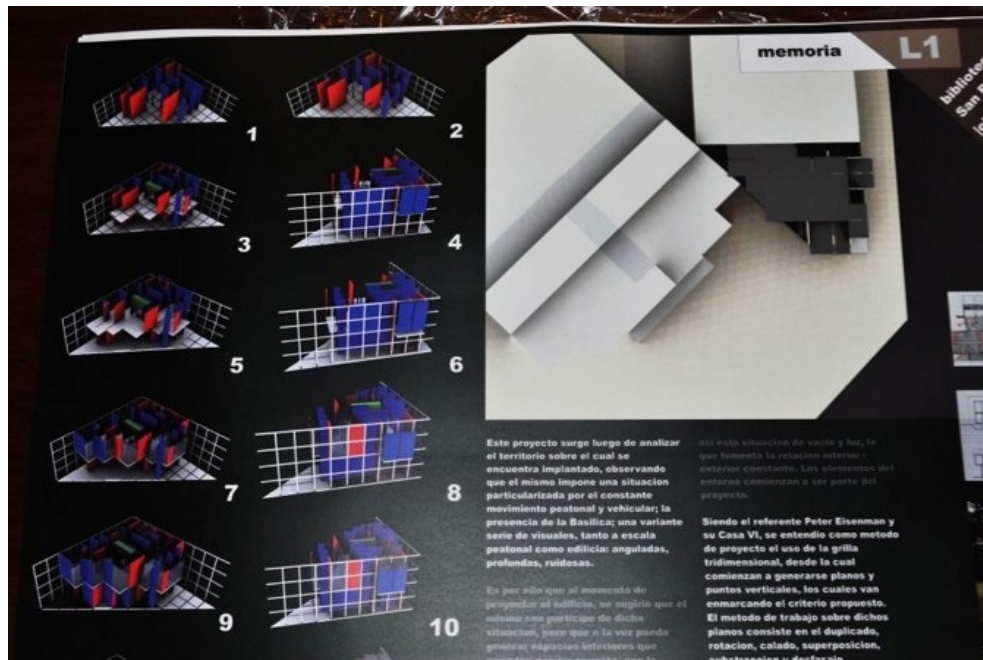 memoria
L1
bibliotec
San
1
2
3
4
5
6
7
8
9
10
Este proyecto surge luego de analizar
el territorio sobre el cual se
encuentra implantado, observando
que el mismo impone una situacion
particularizada por el constante
movimiento peatonal y vehicular; la
presencia de la Basilica; una variante
serie de visuales, tanto a escala
peatonal como edilicia: anguladas,
profundas, ruidosas.
Es por ello que al momento de
proyectar el edificio, se sugirio que el
mismo sea participe de dicha
situacion, pero que a la vez pueda
generar espacios interiores que
asi esta situacion de vacio y luz, lo
que fomenta la relacion interior -
exterior constante. Los elementos del
entorno comienzan a ser parte del
proyecto.
Siendo el referente Peter Eisenman y
su Casa VI, se entendio como metodo
de proyecto el uso de la grilla
tridimensional, desde la cual
comienzan a generarse planos y
puntos verticales, los cuales van
enmarcando el criterio propuesto.
El metodo de trabajo sobre dichos
planos consiste en el duplicado,
rotacion, calado, superposicion,
substraccion y desfasaje